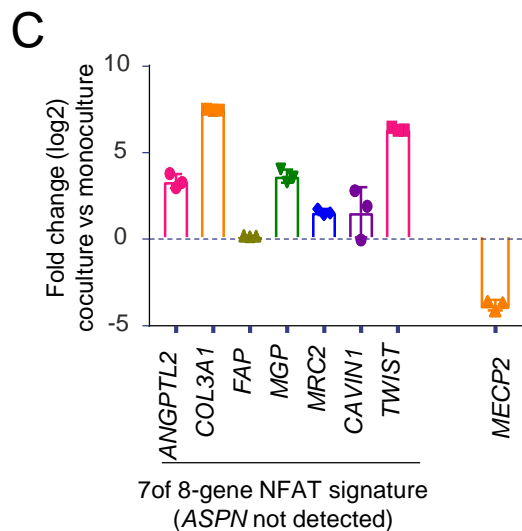 C
Fold change (log2)
coculture vs monoculture
10
5
0
-5
ANGPTL2
COL3A1
FAP
MGP
MRC2
CAVIN1
TWIST
MECP2
7of 8-gene NFAT signature
(ASPN not detected)